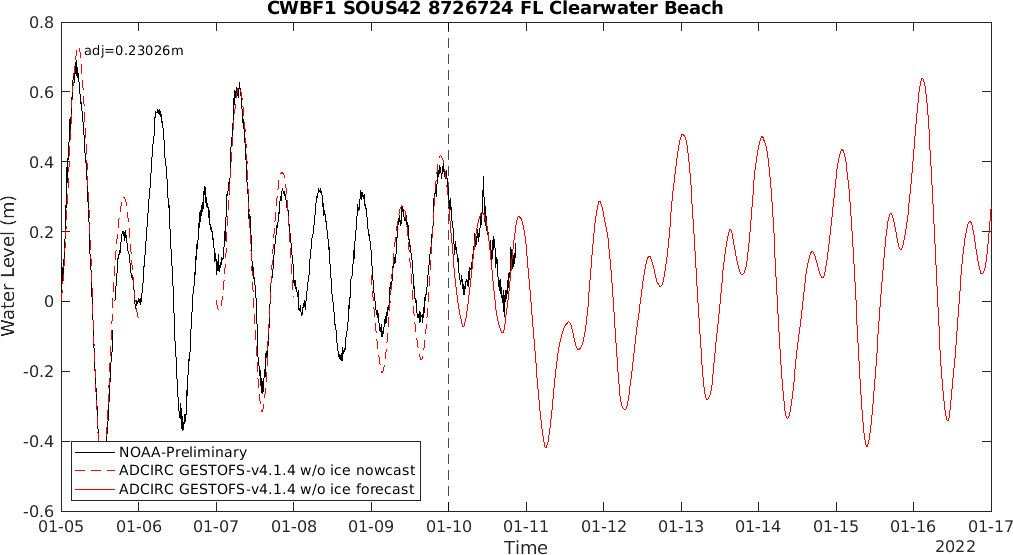 CWBF1 SOUS42 8726724 FL Clearwater Beach
adj=0.23026m
0.8
0.6
0.4
0.2
0
-0.2
-0.4
-0.6
Water Level (m)
NOAA-Preliminary
ADCIRC GESTOFS-v4.1.4 w/o ice nowcast
ADCIRC GESTOFS-v4.1.4 w/o ice forecast
01-05 01-06 01-07 01-08 01-09 01-10 01-11 01-12 01-13 01-14 01-15 01-16 01-17
Time
2022